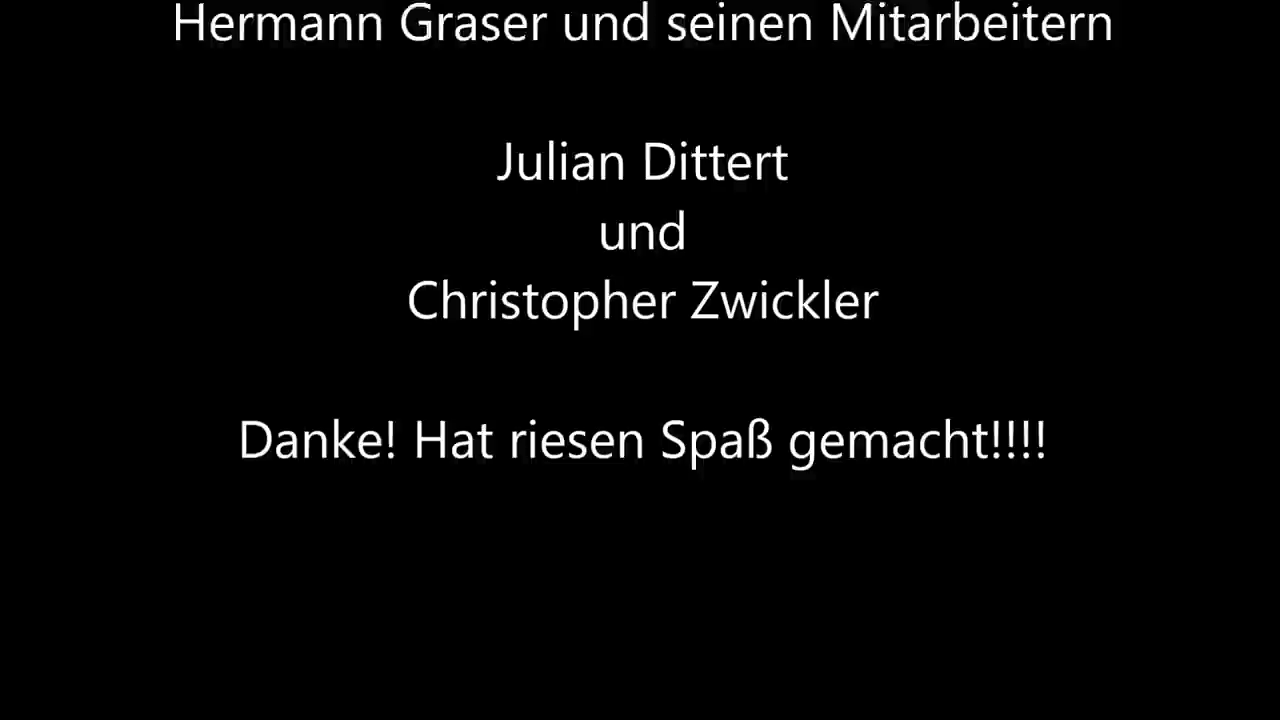 Hermann Graser und seinen Mitarbeitern
Julian Dittert
und
Christopher Zwickler
Danke! Hat riesen Spaß gemacht!!!!